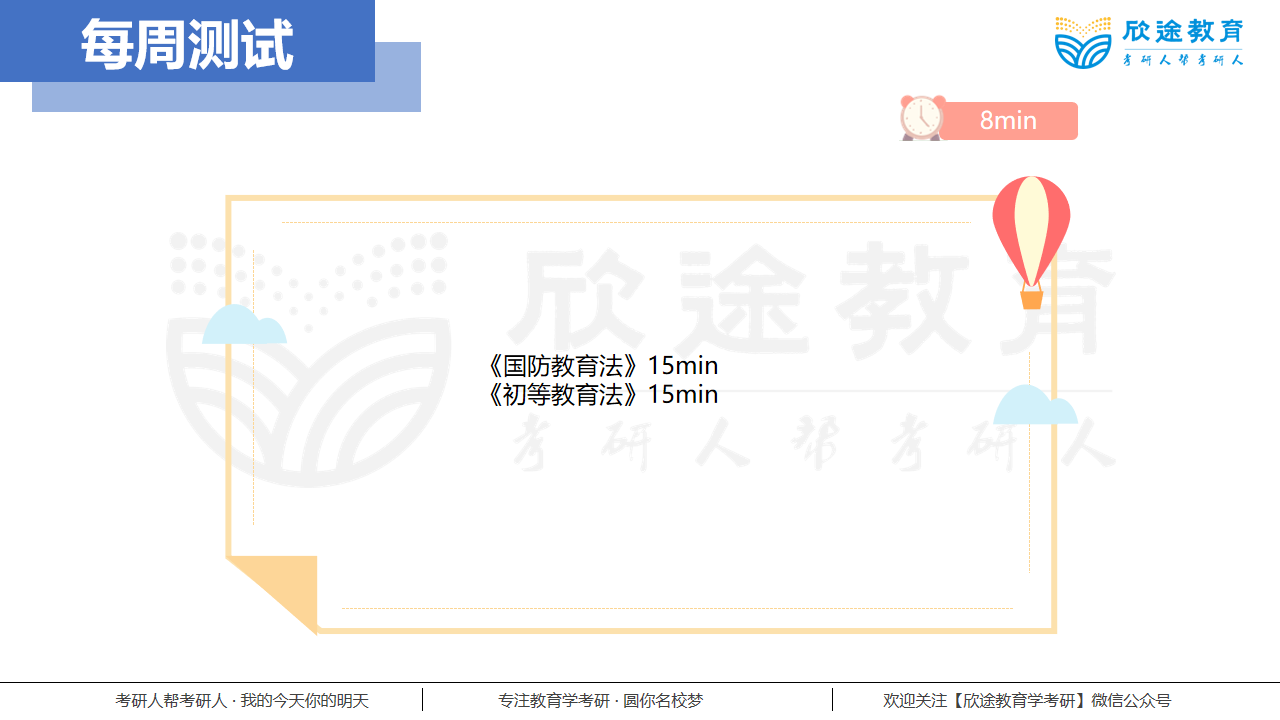 每周测试
欣途教育
考研人帮考研人
8min
欣途教育
《国防教育法》15min
《初等教育法》15min
考研人帮考研人
考研人帮考研人 · 我的今天你的明天
专注教育学考研 · 圆你名校梦
欢迎关注【欣途教育学考研】微信公众号